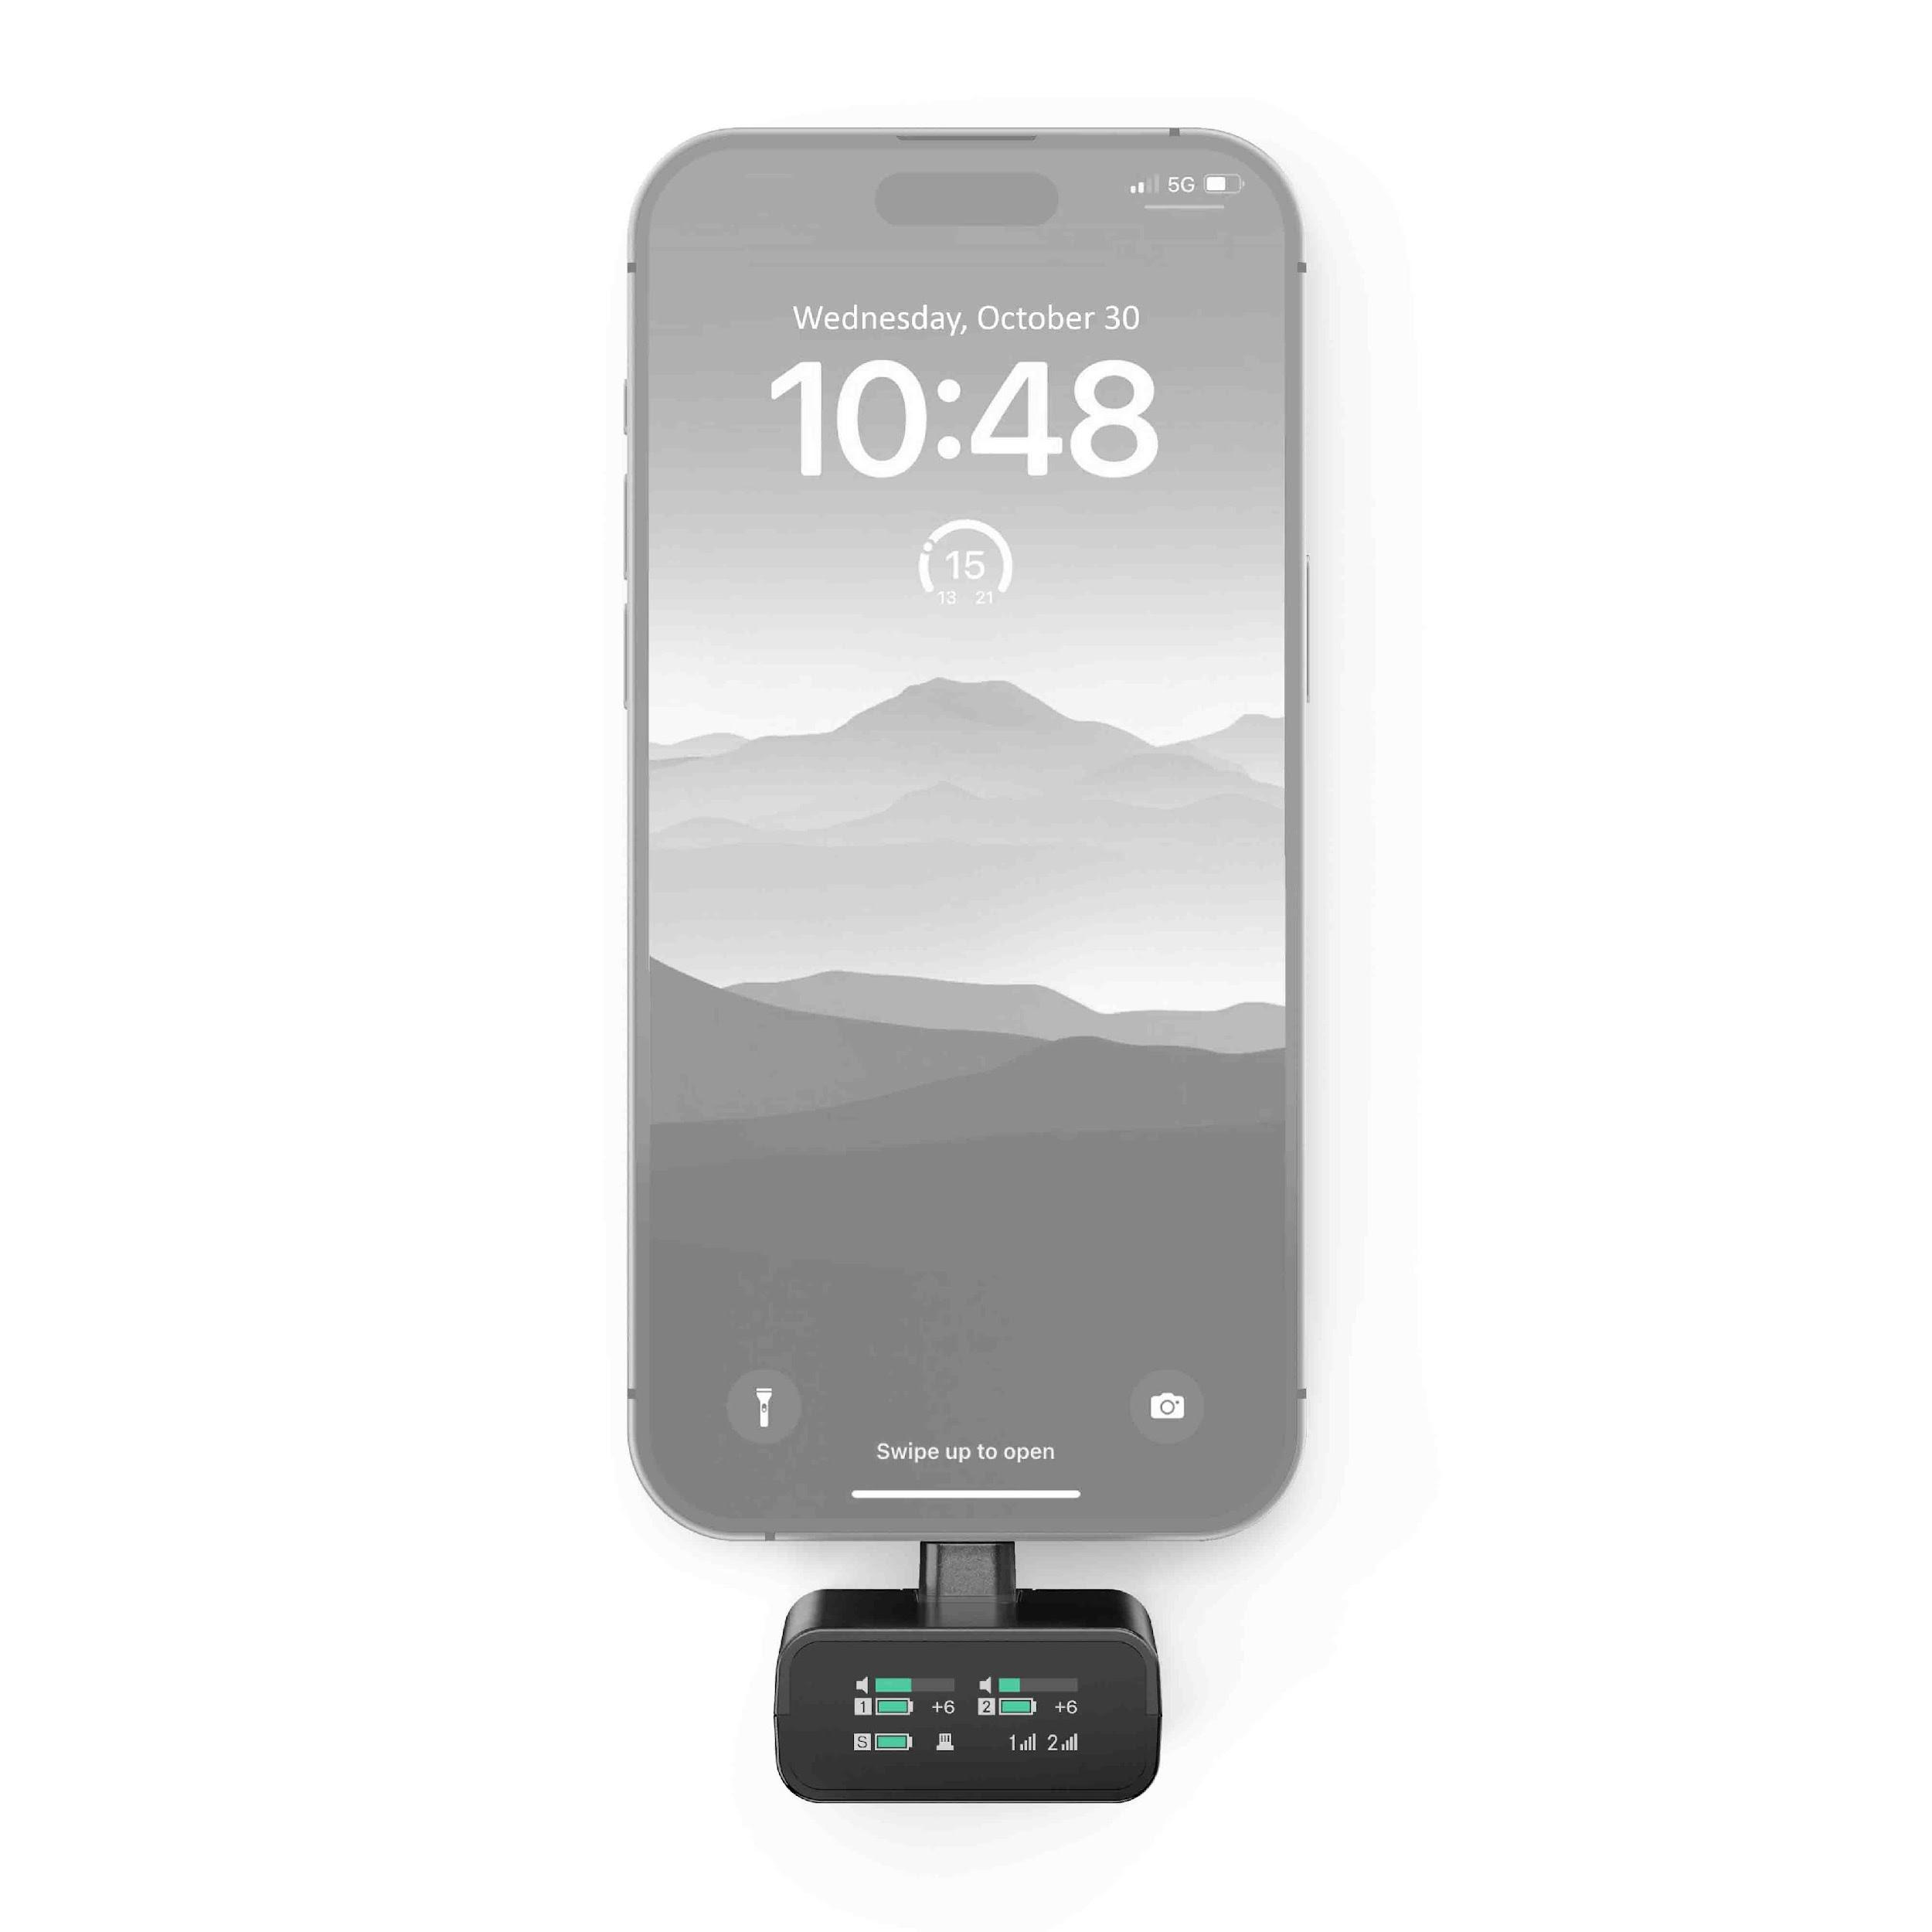 5G
Wednesday, October 30
10:48
15
13 21
Swipe up to open
1 +6 2 +6
S 1 2